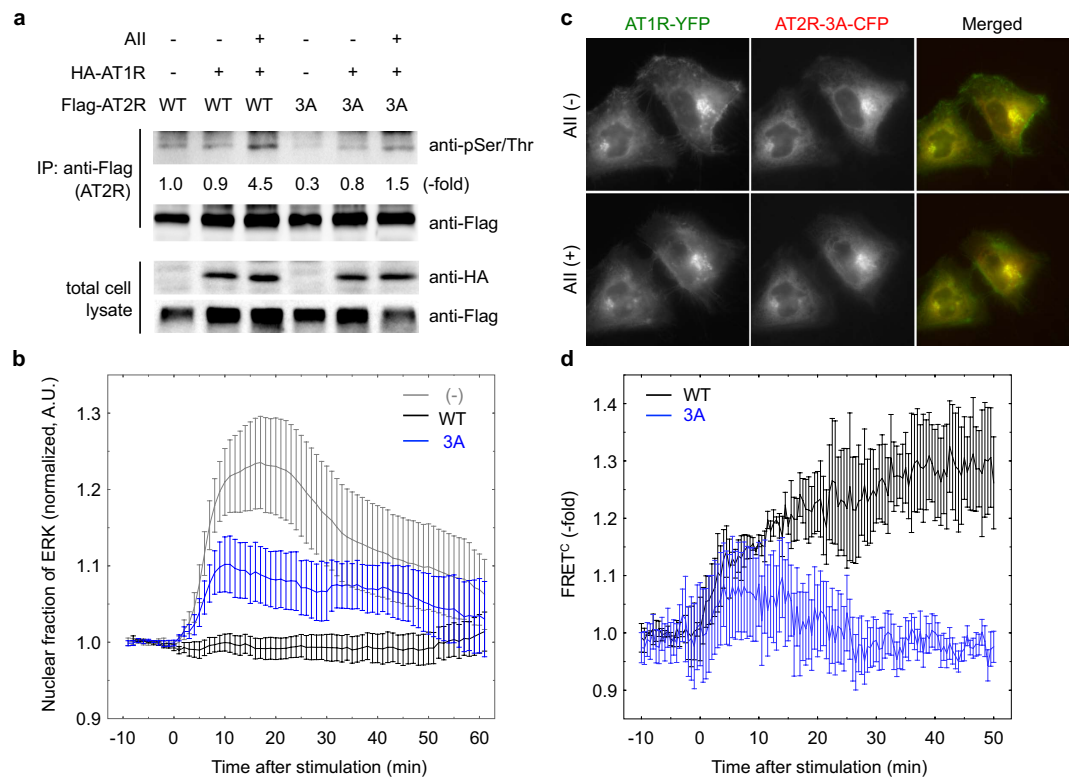 a
AII - - + - - +
HA-AT1R - + + - + +
Flag-AT2R WT WT WT 3A 3A 3A
IP: anti-Flag
(AT2R)
anti-pSer/Thr
1.0 0.9 4.5 0.3 0.8 1.5 (-fold)
anti-Flag
total cell
lysate
anti-HA
anti-Flag
b
Nuclear fraction of ERK (normalized, A.U.)
1.3
1.2
1.1
1.0
0.9
(-)
WT
3A
-10 0 10 20 30 40 50 60
Time after stimulation (min)
c
AT1R-YFP AT2R-3A-CFP Merged
AII (-)
AII (+)
d
FRETᶜ (-fold)
1.4
1.3
1.2
1.1
1.0
0.9
WT
3A
-10 0 10 20 30 40 50
Time after stimulation (min)